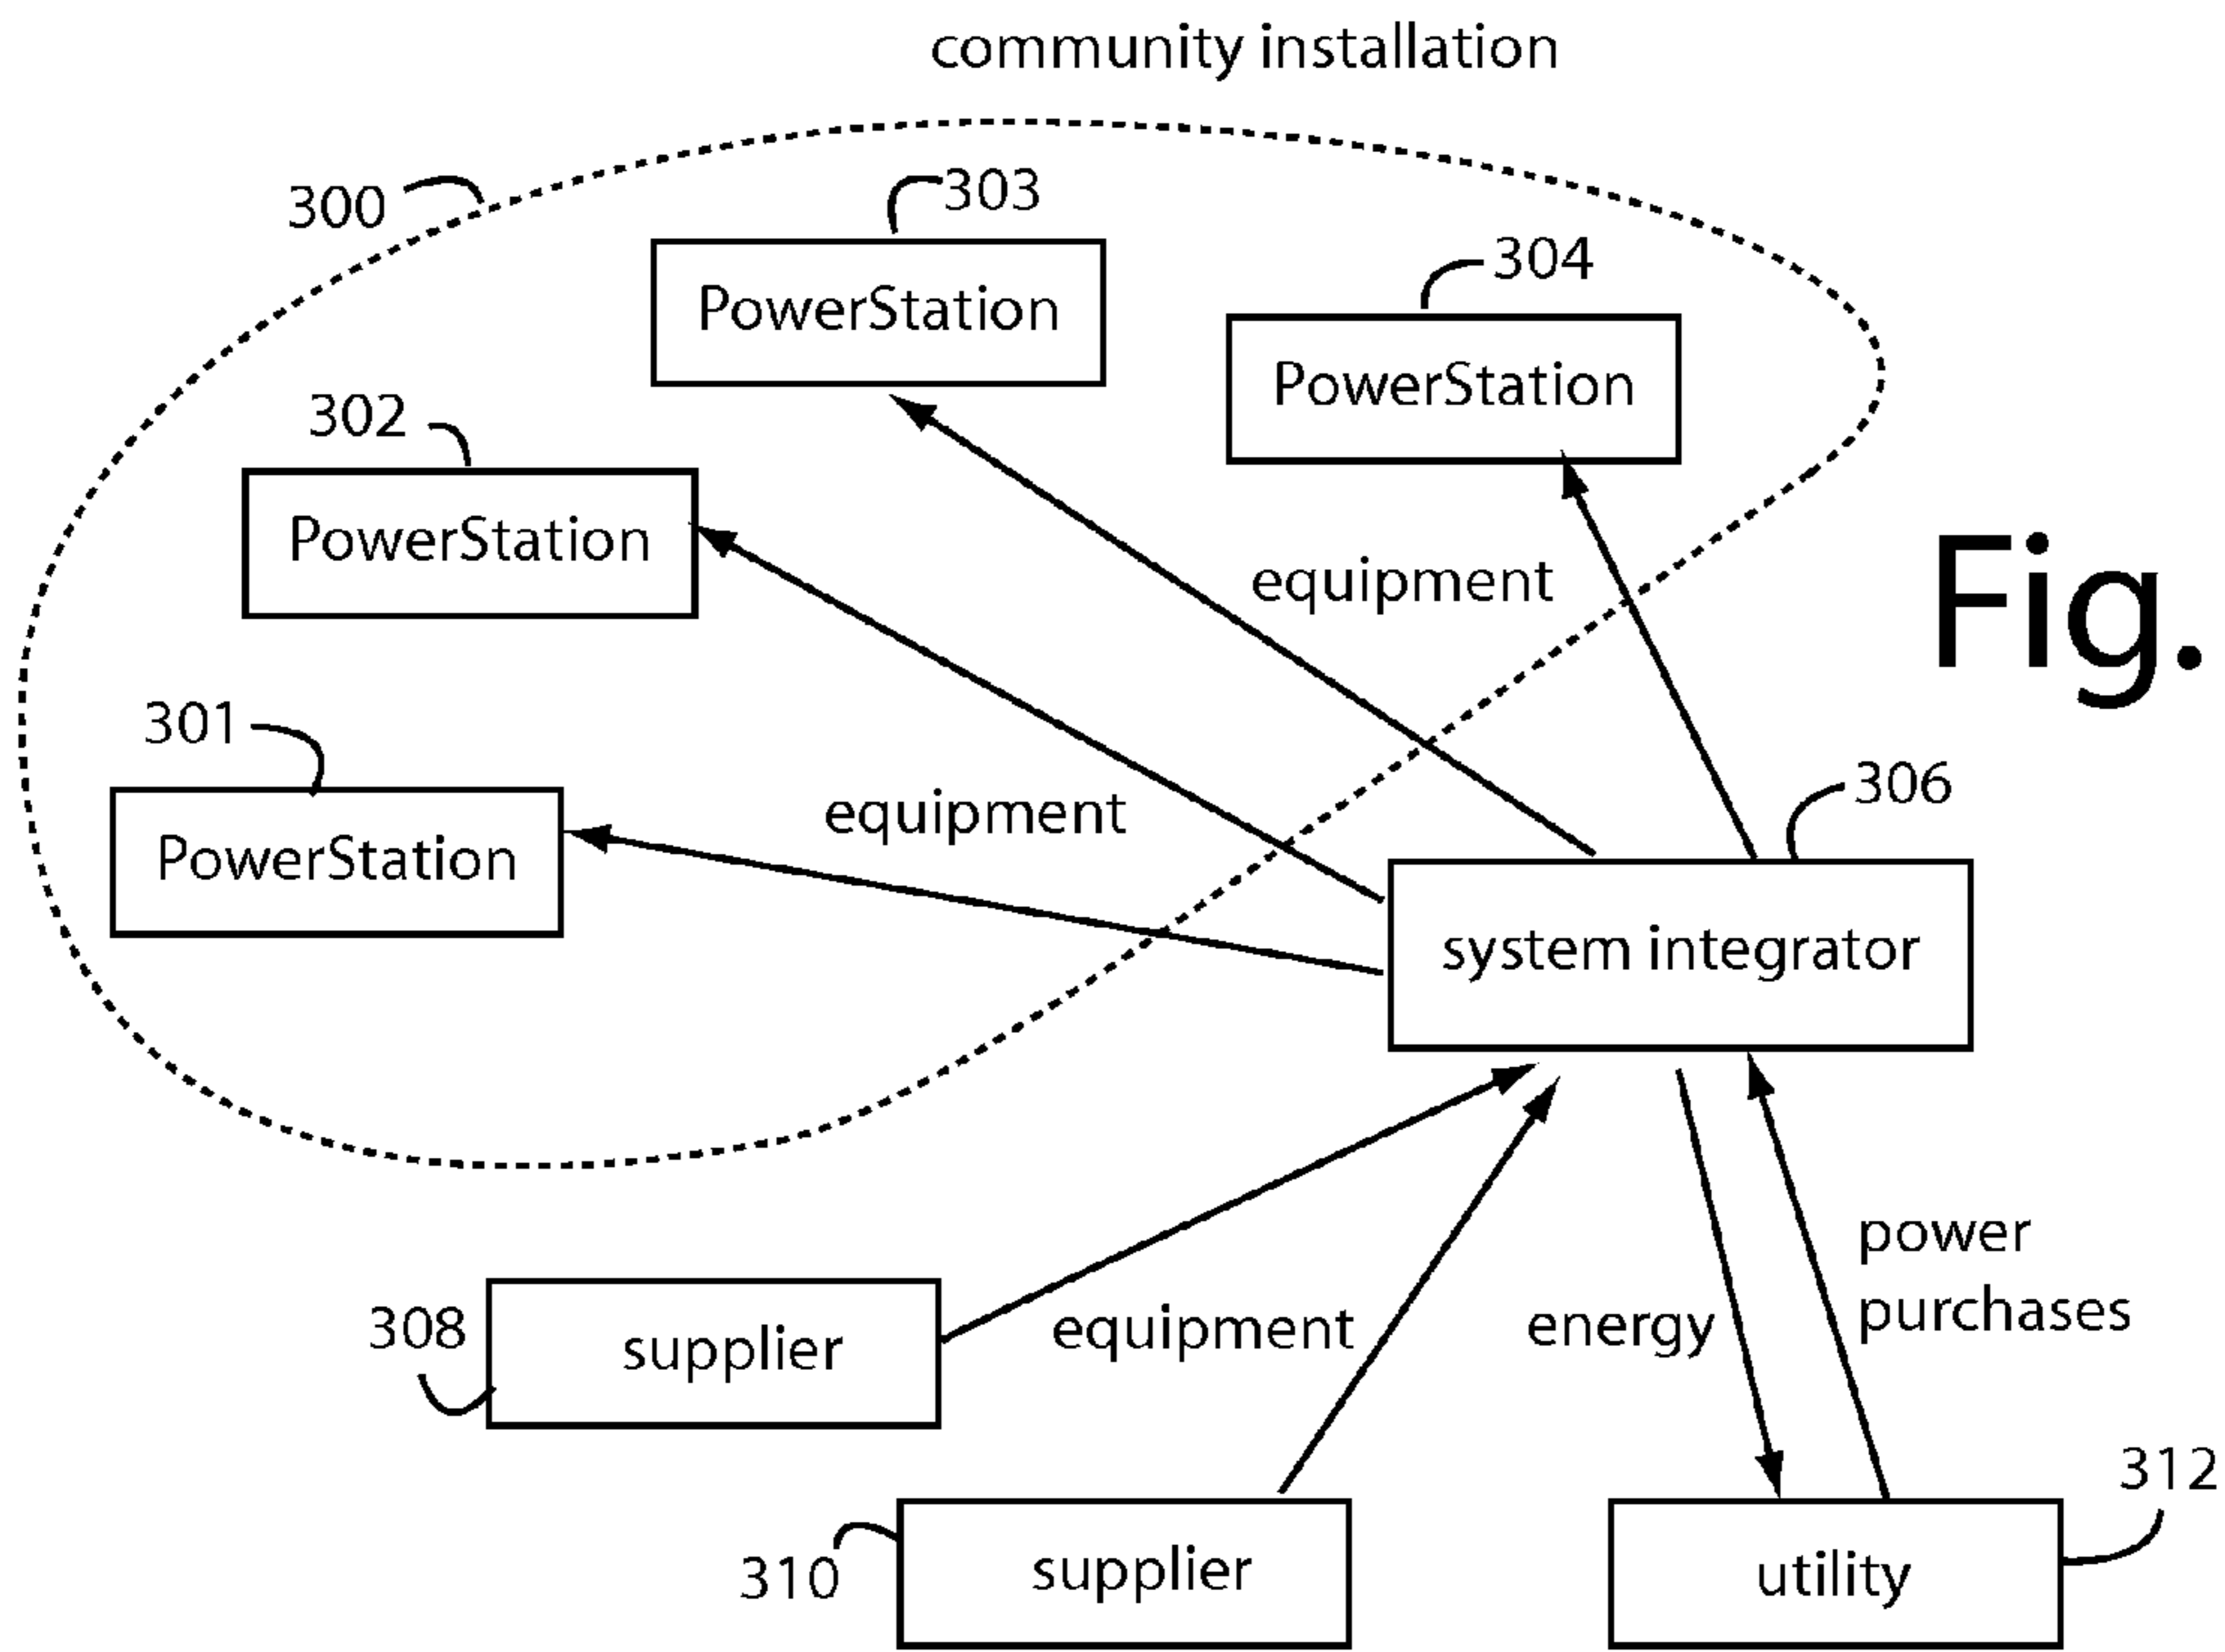 community installation
300
303
PowerStation
304
PowerStation
302
PowerStation
equipment
Fig.
301
PowerStation
equipment
306
system integrator
308
supplier
equipment
energy
power
purchases
310
supplier
312
utility